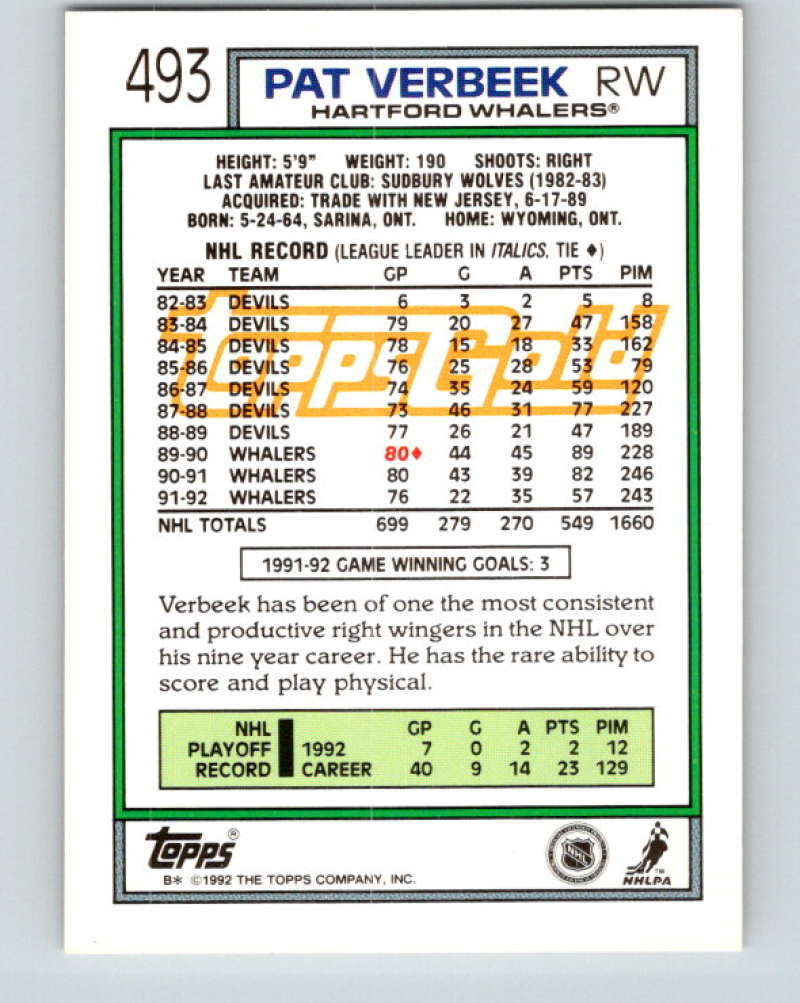 493
PAT VERBEEK RW
HARTFORD WHALERS®
HEIGHT: 5'9" WEIGHT: 190 SHOOTS: RIGHT
LAST AMATEUR CLUB: SUDBURY WOLVES (1982-83)
ACQUIRED: TRADE WITH NEW JERSEY, 6-17-89
BORN: 5-24-64, SARINA, ONT. HOME: WYOMING, ONT.
NHL RECORD (LEAGUE LEADER IN ITALICS, TIE ♦)
YEAR TEAM GP G A PTS PIM
82-83 DEVILS 6 3 2 5 8
83-84 DEVILS 79 20 27 47 158
84-85 DEVILS 78 15 18 33 162
85-86 DEVILS 76 25 28 53 79
86-87 DEVILS 74 35 24 59 120
87-88 DEVILS 73 46 31 77 227
88-89 DEVILS 77 26 21 47 189
89-90 WHALERS 80♦ 44 45 89 228
90-91 WHALERS 80 43 39 82 246
91-92 WHALERS 76 22 35 57 243
NHL TOTALS 699 279 270 549 1660
topps Gold
1991-92 GAME WINNING GOALS: 3
Verbeek has been of one the most consistent
and productive right wingers in the NHL over
his nine year career. He has the rare ability to
score and play physical.
NHL GP G A PTS PIM
PLAYOFF 1992 7 0 2 2 12
RECORD CAREER 40 9 14 23 129
topps®
B* ©1992 THE TOPPS COMPANY, INC.
NHL
NHLPA™